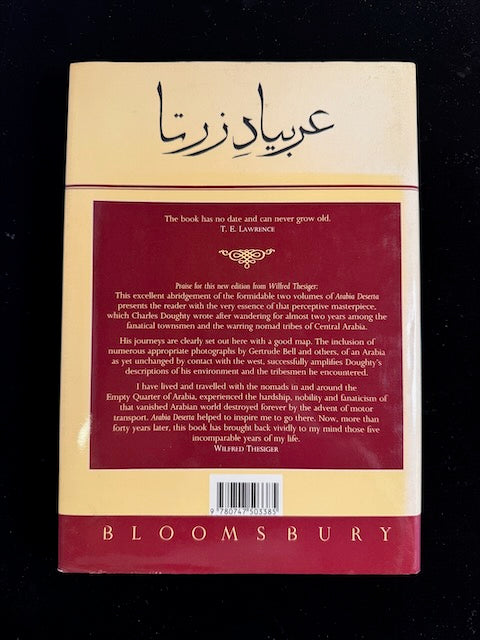 عربيا دِزرتا
The book has no date and can never grow old.
T. E. LAWRENCE
Praise for this new edition from Wilfred Thesiger:
This excellent abridgement of the formidable two volumes of Arabia Deserta
presents the reader with the very essence of that perceptive masterpiece,
which Charles Doughty wrote after wandering for almost two years among the
fanatical townsmen and the warring nomad tribes of Central Arabia.
His journeys are clearly set out here with a good map. The inclusion of
numerous appropriate photographs by Gertrude Bell and others, of an Arabia
as yet unchanged by contact with the west, successfully amplifies Doughty's
descriptions of his environment and the tribesmen he encountered.
I have lived and travelled with the nomads in and around the
Empty Quarter of Arabia, experienced the hardship, nobility and fanaticism of
that vanished Arabian world destroyed forever by the advent of motor
transport. Arabia Deserta helped to inspire me to go there. Now, more than
forty years later, this book has brought back vividly to my mind those five
incomparable years of my life.
WILFRED THESIGER
9 780747 503385
BLOOMSBURY